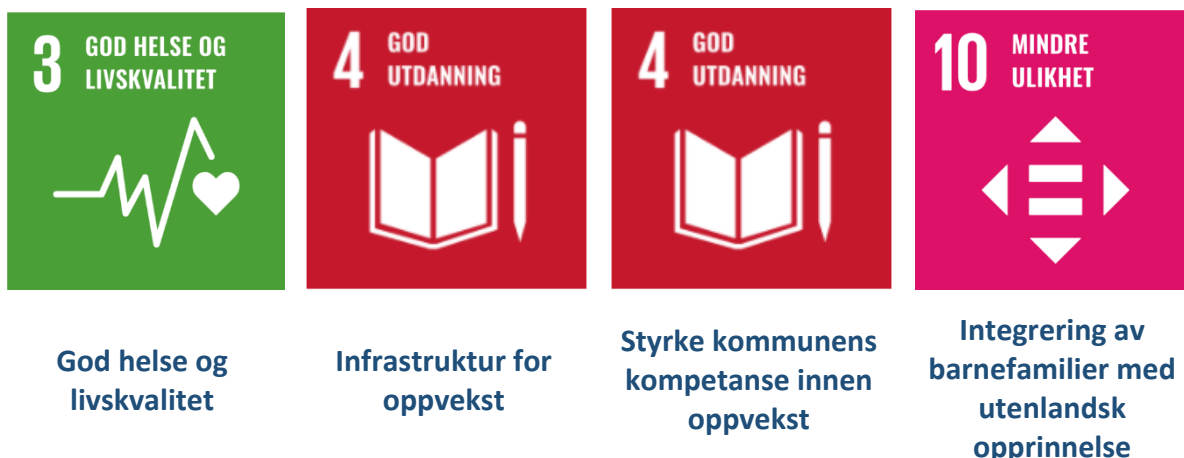 3 GOD HELSE OG
LIVSKVALITET
4 GOD
UTDANNING
4 GOD
UTDANNING
10 MINDRE
ULIKHET
God helse og
livskvalitet
Infrastruktur for
oppvekst
Styrke kommunens
kompetanse innen
oppvekst
Integrering av
barnefamilier med
utenlandsk
opprinnelse